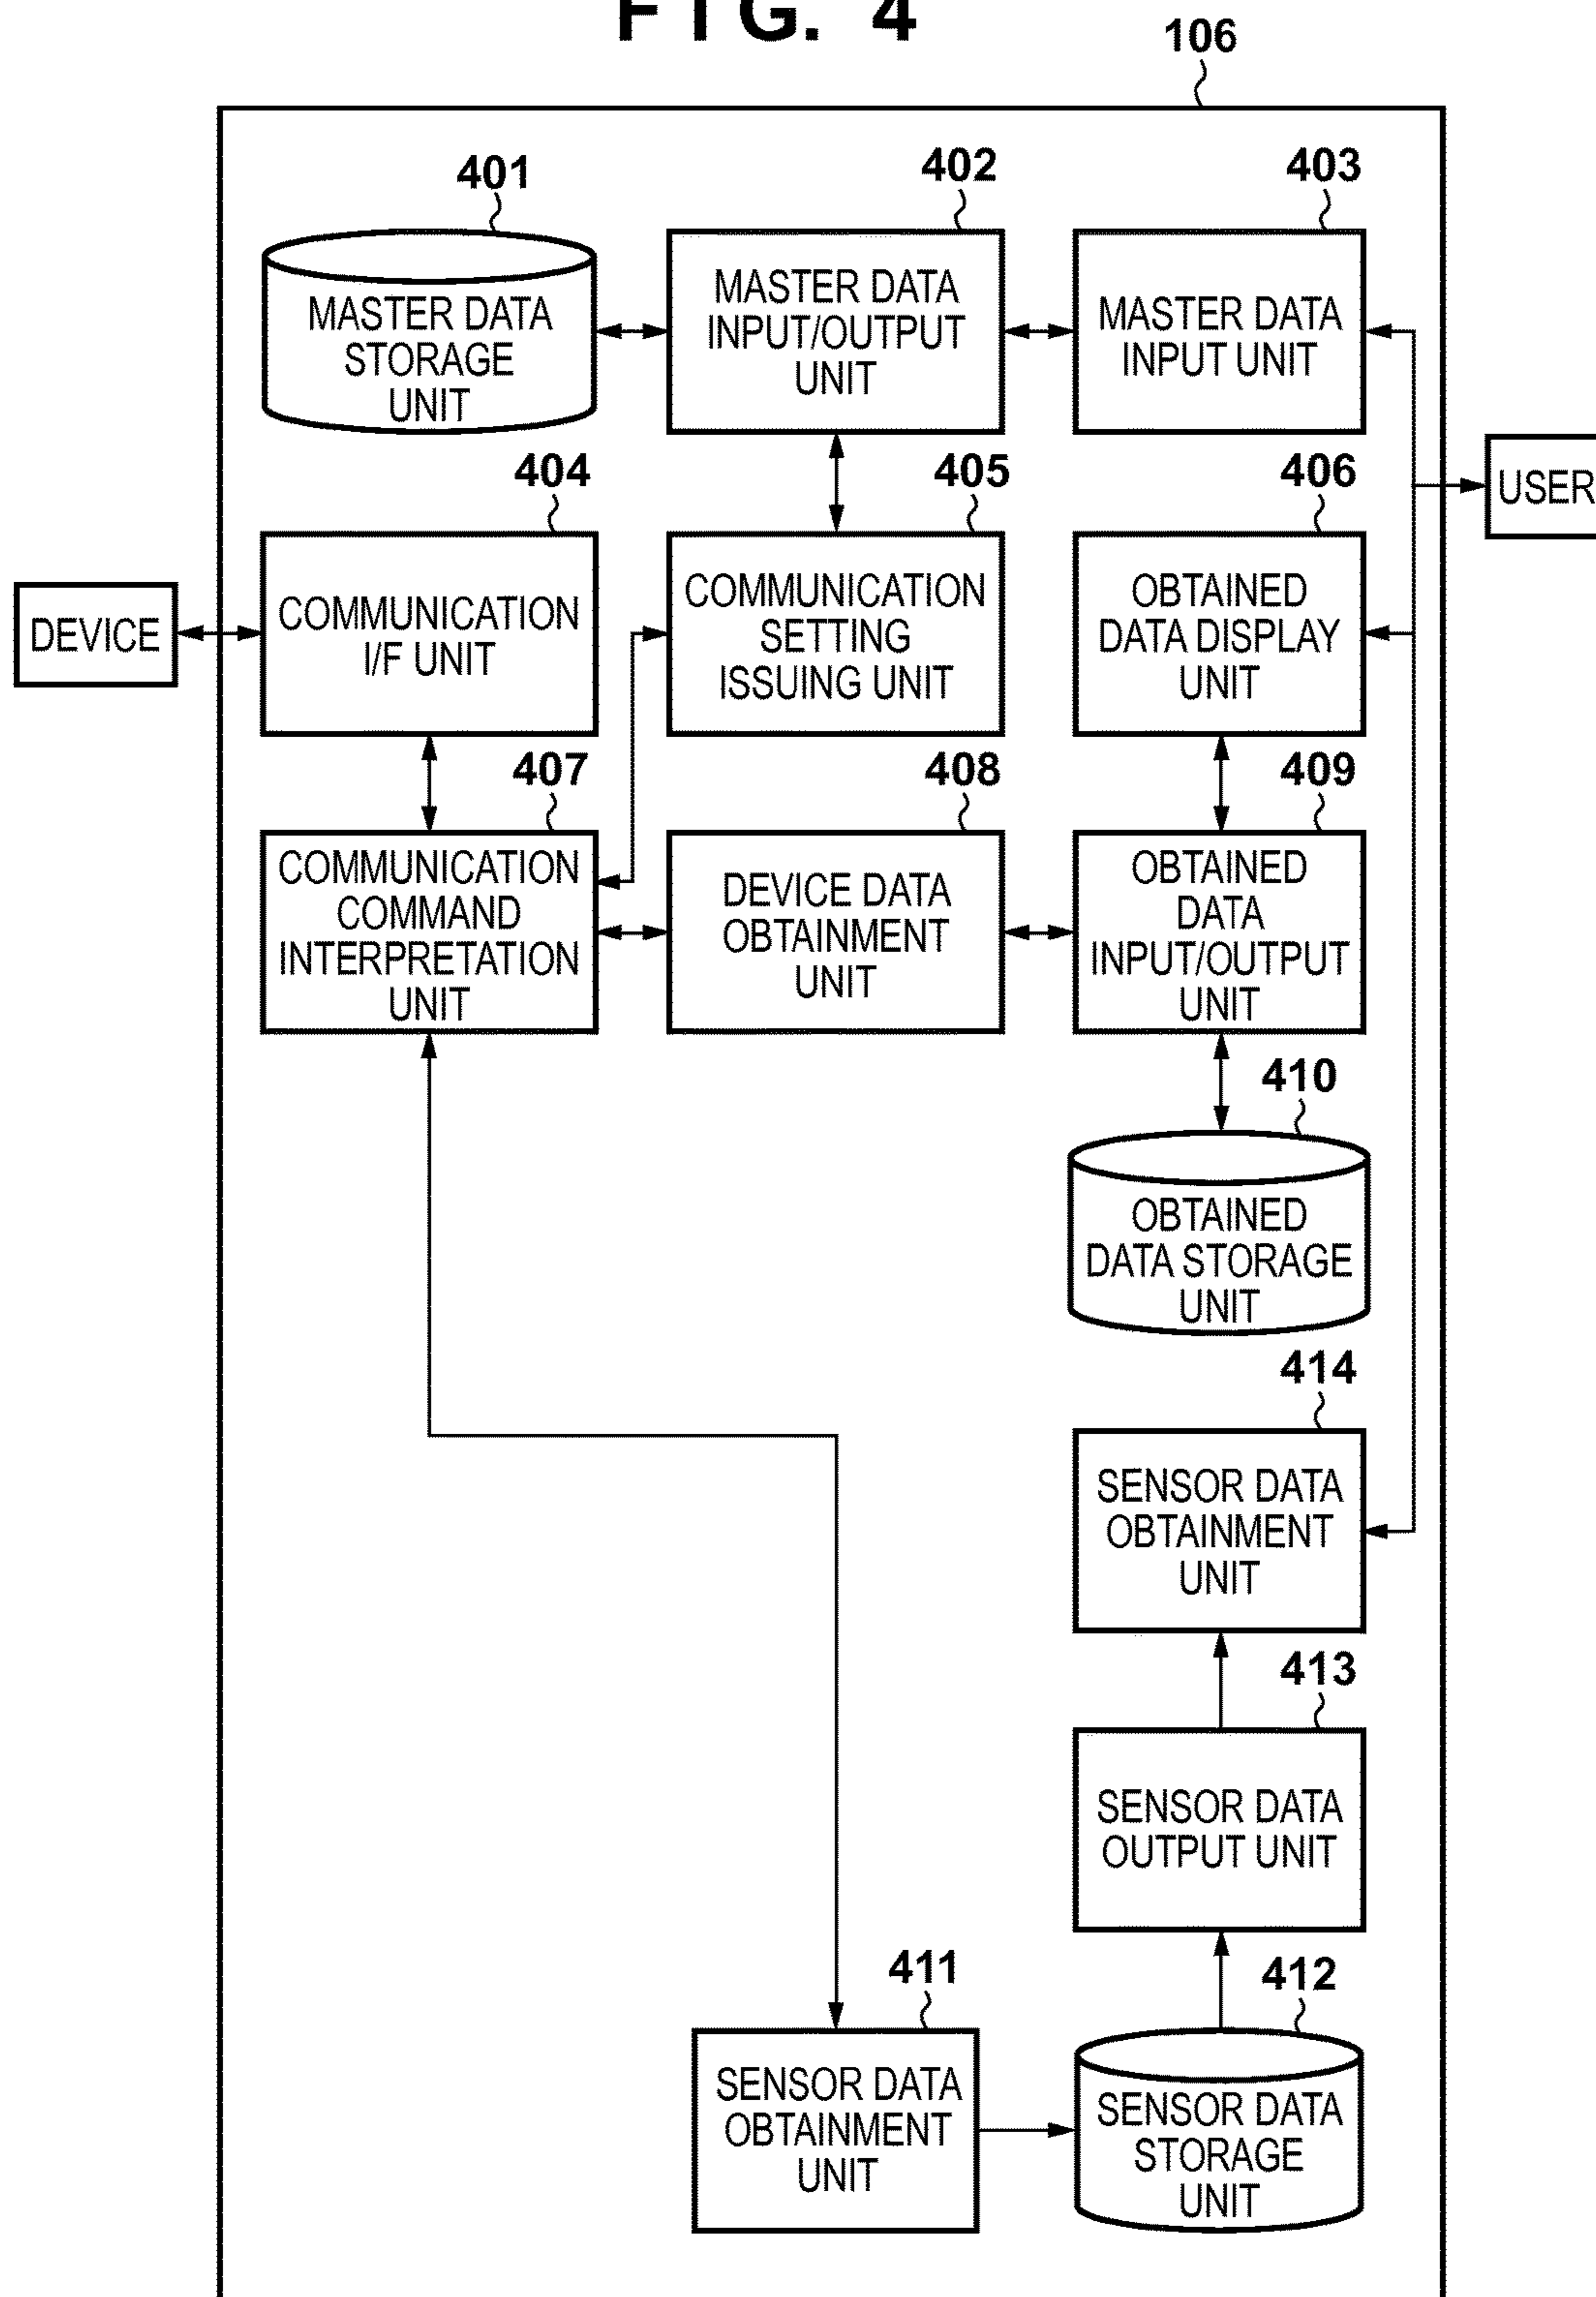 FIG. 4
106
401
402
403
MASTER DATA
STORAGE
UNIT
MASTER DATA
INPUT/OUTPUT
UNIT
MASTER DATA
INPUT UNIT
404
405
406
USER
DEVICE
COMMUNICATION
I/F UNIT
COMMUNICATION
SETTING
ISSUING UNIT
OBTAINED
DATA DISPLAY
UNIT
407
408
409
COMMUNICATION
COMMAND
INTERPRETATION
UNIT
DEVICE DATA
OBTAINMENT
UNIT
OBTAINED
DATA
INPUT/OUTPUT
UNIT
410
OBTAINED
DATA STORAGE
UNIT
414
SENSOR DATA
OBTAINMENT
UNIT
413
SENSOR DATA
OUTPUT UNIT
411
412
SENSOR DATA
OBTAINMENT
UNIT
SENSOR DATA
STORAGE
UNIT